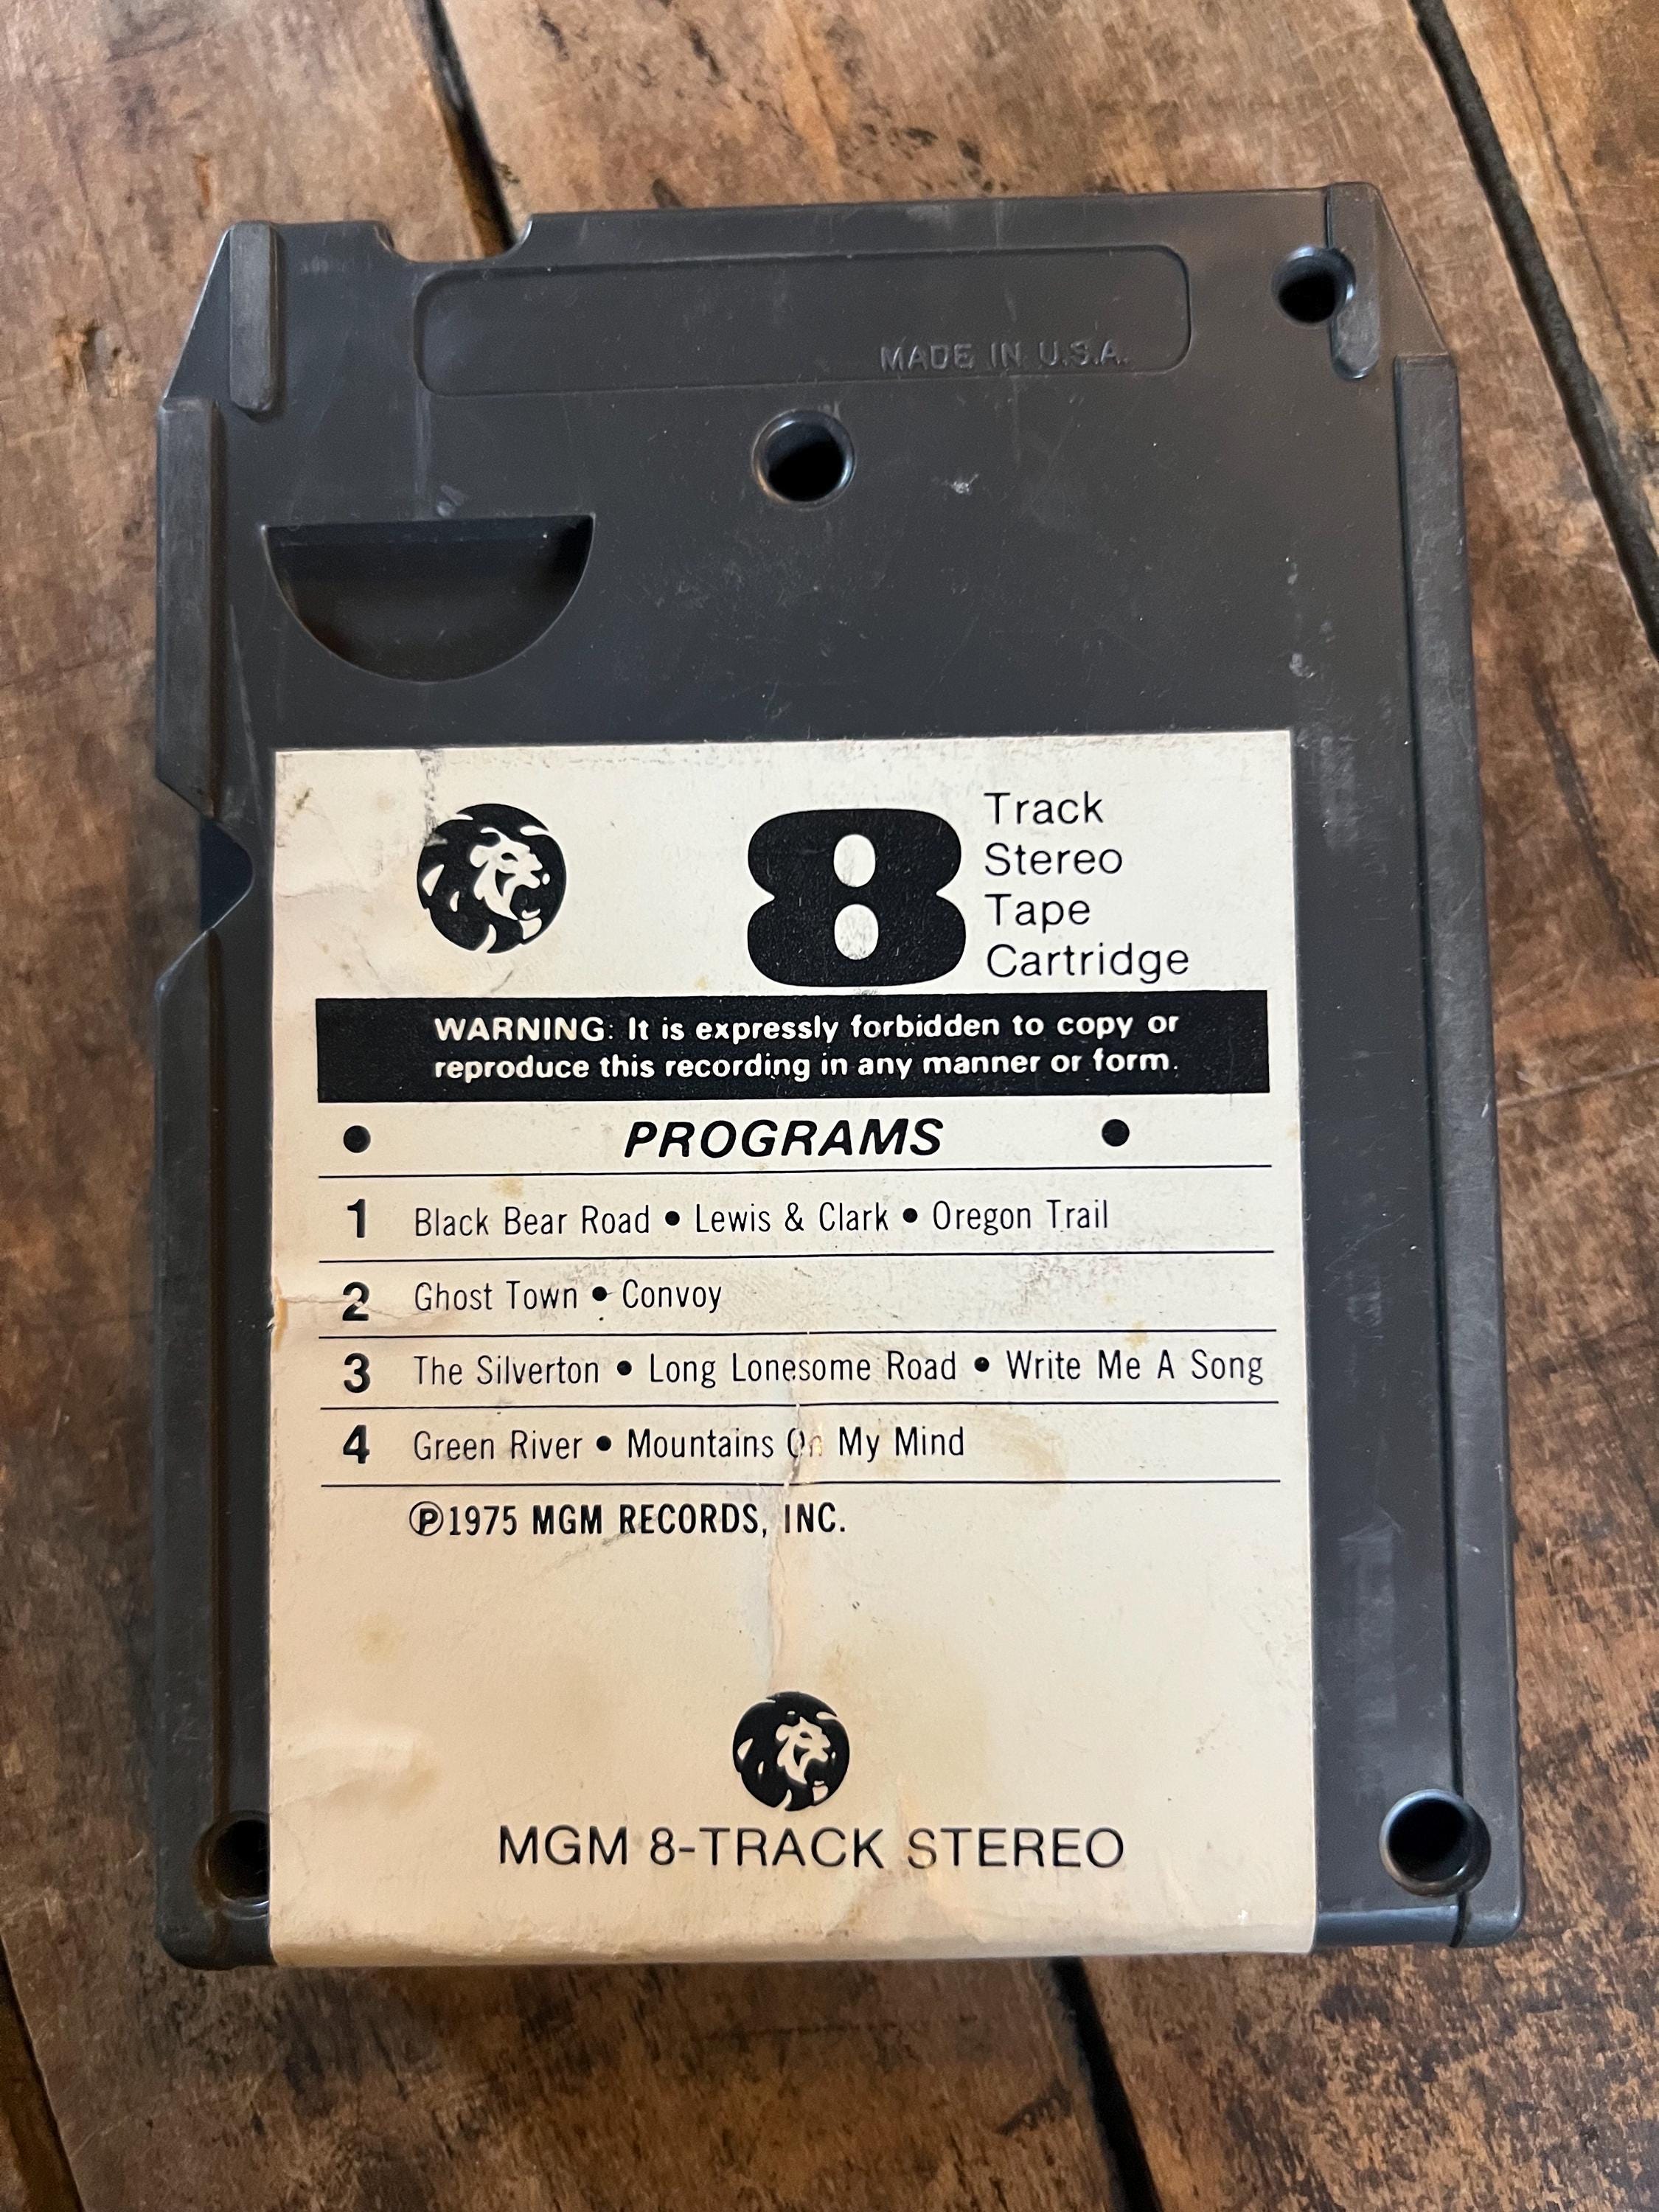 MADE IN U.S.A.
8 Track
Stereo
Tape
Cartridge
WARNING: It is expressly forbidden to copy or
reproduce this recording in any manner or form.
• PROGRAMS •
1 Black Bear Road • Lewis & Clark • Oregon Trail
2 Ghost Town • Convoy
3 The Silverton • Long Lonesome Road • Write Me A Song
4 Green River • Mountains On My Mind
Ⓟ1975 MGM RECORDS, INC.
MGM 8-TRACK STEREO